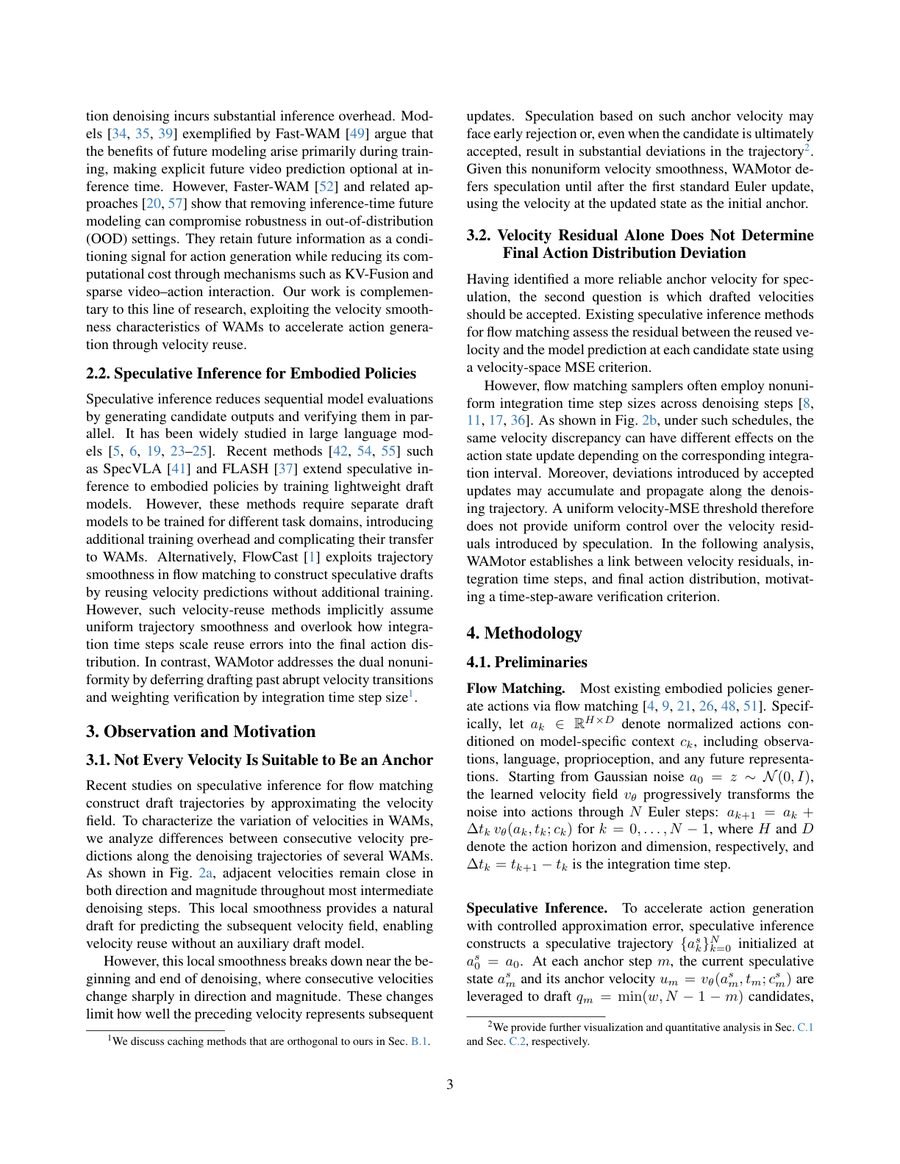 tion denoising incurs substantial inference overhead. Mod-
els [34, 35, 39] exemplified by Fast-WAM [49] argue that
the benefits of future modeling arise primarily during train-
ing, making explicit future video prediction optional at in-
ference time. However, Faster-WAM [52] and related ap-
proaches [20, 57] show that removing inference-time future
modeling can compromise robustness in out-of-distribution
(OOD) settings. They retain future information as a condi-
tioning signal for action generation while reducing its com-
putational cost through mechanisms such as KV-Fusion and
sparse video–action interaction. Our work is complemen-
tary to this line of research, exploiting the velocity smooth-
ness characteristics of WAMs to accelerate action genera-
tion through velocity reuse.
2.2. Speculative Inference for Embodied Policies
Speculative inference reduces sequential model evaluations
by generating candidate outputs and verifying them in par-
allel. It has been widely studied in large language mod-
els [5, 6, 19, 23–25]. Recent methods [42, 54, 55] such
as SpecVLA [41] and FLASH [37] extend speculative in-
ference to embodied policies by training lightweight draft
models. However, these methods require separate draft
models to be trained for different task domains, introducing
additional training overhead and complicating their transfer
to WAMs. Alternatively, FlowCast [1] exploits trajectory
smoothness in flow matching to construct speculative drafts
by reusing velocity predictions without additional training.
However, such velocity-reuse methods implicitly assume
uniform trajectory smoothness and overlook how integra-
tion time steps scale reuse errors into the final action dis-
tribution. In contrast, WAMotor addresses the dual nonuni-
formity by deferring drafting past abrupt velocity transitions
and weighting verification by integration time step size¹.
3. Observation and Motivation
3.1. Not Every Velocity Is Suitable to Be an Anchor
Recent studies on speculative inference for flow matching
construct draft trajectories by approximating the velocity
field. To characterize the variation of velocities in WAMs,
we analyze differences between consecutive velocity pre-
dictions along the denoising trajectories of several WAMs.
As shown in Fig. 2a, adjacent velocities remain close in
both direction and magnitude throughout most intermediate
denoising steps. This local smoothness provides a natural
draft for predicting the subsequent velocity field, enabling
velocity reuse without an auxiliary draft model.
However, this local smoothness breaks down near the be-
ginning and end of denoising, where consecutive velocities
change sharply in direction and magnitude. These changes
limit how well the preceding velocity represents subsequent
¹We discuss caching methods that are orthogonal to ours in Sec. B.1.
updates. Speculation based on such anchor velocity may
face early rejection or, even when the candidate is ultimately
accepted, result in substantial deviations in the trajectory².
Given this nonuniform velocity smoothness, WAMotor de-
fers speculation until after the first standard Euler update,
using the velocity at the updated state as the initial anchor.
3.2. Velocity Residual Alone Does Not Determine
Final Action Distribution Deviation
Having identified a more reliable anchor velocity for spec-
ulation, the second question is which drafted velocities
should be accepted. Existing speculative inference methods
for flow matching assess the residual between the reused ve-
locity and the model prediction at each candidate state using
a velocity-space MSE criterion.
However, flow matching samplers often employ nonuni-
form integration time step sizes across denoising steps [8,
11, 17, 36]. As shown in Fig. 2b, under such schedules, the
same velocity discrepancy can have different effects on the
action state update depending on the corresponding integra-
tion interval. Moreover, deviations introduced by accepted
updates may accumulate and propagate along the denois-
ing trajectory. A uniform velocity-MSE threshold therefore
does not provide uniform control over the velocity resid-
uals introduced by speculation. In the following analysis,
WAMotor establishes a link between velocity residuals, in-
tegration time steps, and final action distribution, motivat-
ing a time-step-aware verification criterion.
4. Methodology
4.1. Preliminaries
Flow Matching. Most existing embodied policies gener-
ate actions via flow matching [4, 9, 21, 26, 48, 51]. Specif-
ically, let $a_k \in \mathbb{R}^{H \times D}$ denote normalized actions con-
ditioned on model-specific context $c_k$, including observa-
tions, language, proprioception, and any future representa-
tions. Starting from Gaussian noise $a_0 = z \sim \mathcal{N}(0, I)$,
the learned velocity field $v_\theta$ progressively transforms the
noise into actions through $N$ Euler steps: $a_{k+1} = a_k +$
$\Delta t_k \, v_\theta(a_k, t_k; c_k)$ for $k = 0, \ldots, N-1$, where $H$ and $D$
denote the action horizon and dimension, respectively, and
$\Delta t_k = t_{k+1} - t_k$ is the integration time step.
Speculative Inference. To accelerate action generation
with controlled approximation error, speculative inference
constructs a speculative trajectory $\{a_k^s\}_{k=0}^N$ initialized at
$a_0^s = a_0$. At each anchor step $m$, the current speculative
state $a_m^s$ and its anchor velocity $u_m = v_\theta(a_m^s, t_m; c_m^s)$ are
leveraged to draft $q_m = \min(w, N-1-m)$ candidates,
²We provide further visualization and quantitative analysis in Sec. C.1
and Sec. C.2, respectively.
3